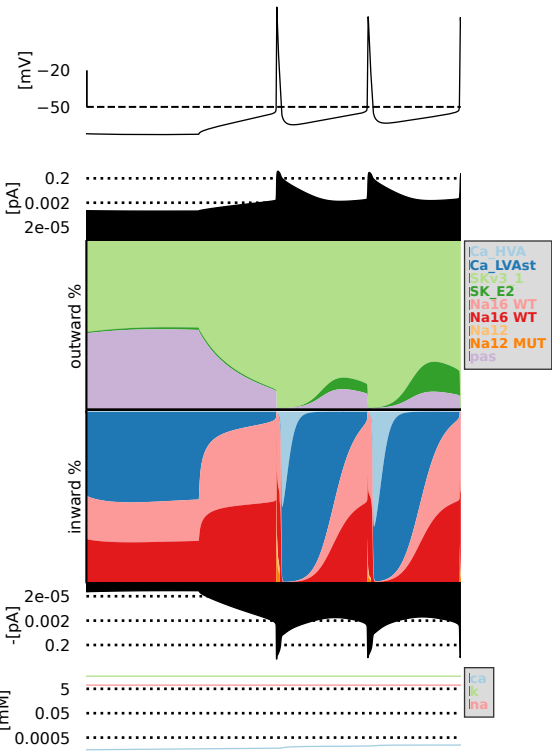 [mV]
−20
−50
[pA]
0.2
0.002
2e-05
outward %
Ca_HVA
Ca_LVAst
SKv3_1
SK_E2
Na16 WT
Na16 WT
Na12
Na12 MUT
pas
inward %
-[pA]
2e-05
0.002
0.2
[mM]
5
0.05
0.0005
ca
k
na